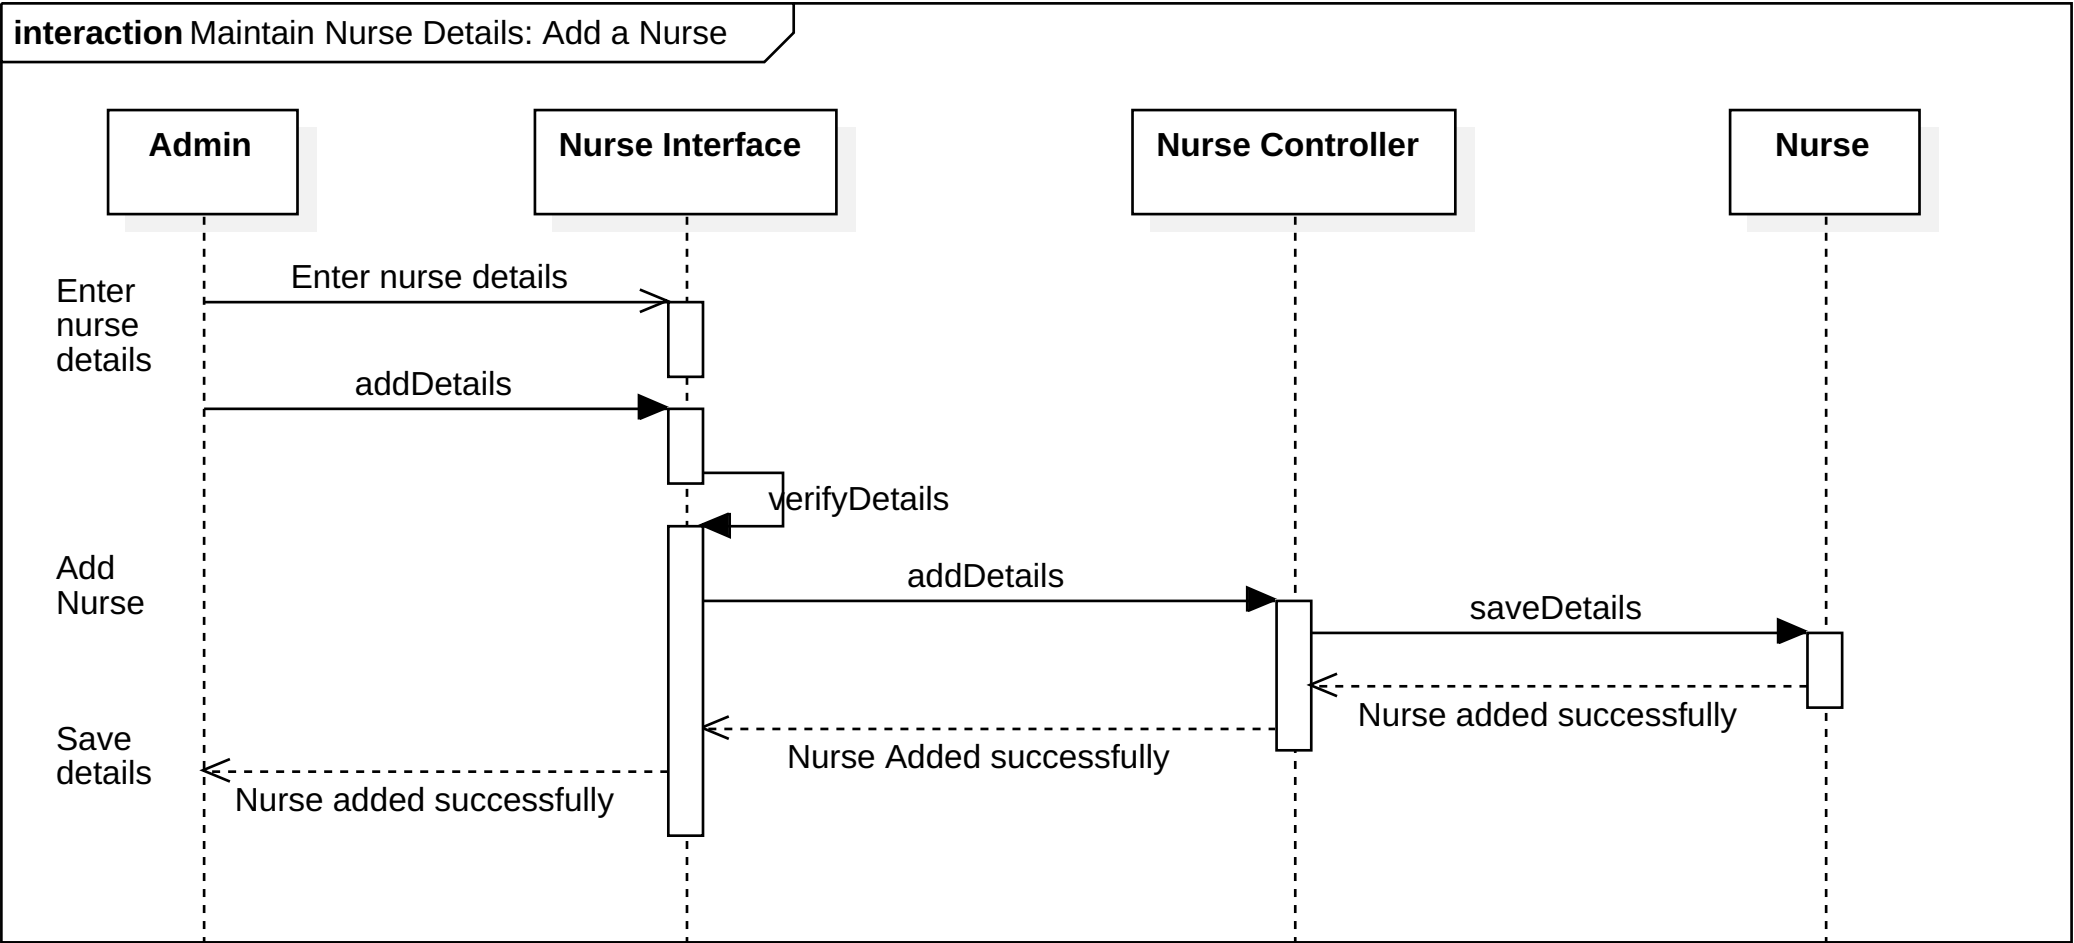 interaction Maintain Nurse Details: Add a Nurse
Admin
Nurse Interface
Nurse Controller
Nurse
Enter nurse details
Enter
nurse
details
addDetails
verifyDetails
Add
Nurse
addDetails
saveDetails
Nurse added successfully
Save
details
Nurse Added successfully
Nurse added successfully